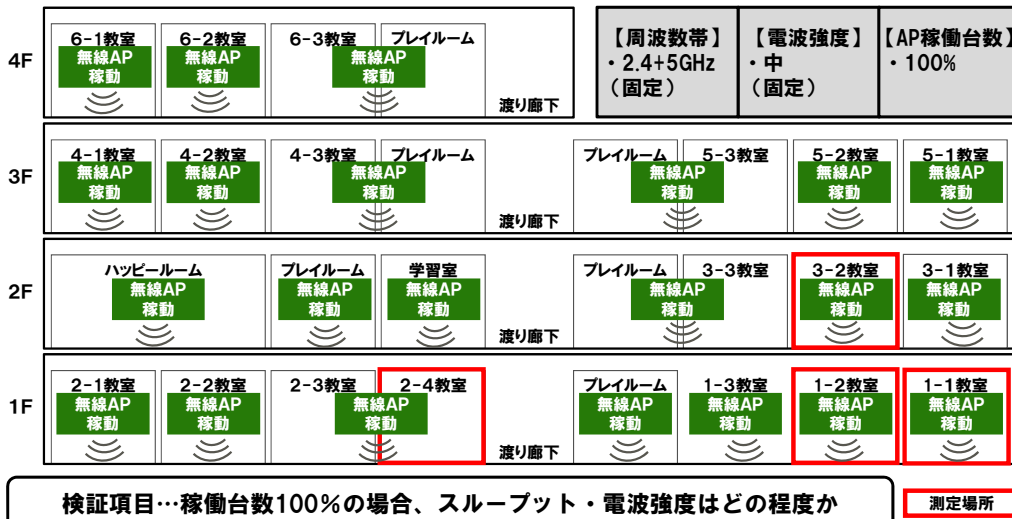 6-1教室 6-2教室 6-3教室 プレイルーム
無線AP 無線AP 無線AP
稼動 稼動 稼動
4F
渡り廊下
【周波数帯】 【電波強度】 【AP稼働台数】
・2.4+5GHz ・中 ・100%
（固定） （固定）
4-1教室 4-2教室 4-3教室 プレイルーム プレイルーム 5-3教室 5-2教室 5-1教室
無線AP 無線AP 無線AP 無線AP 無線AP 無線AP
3F
稼動 稼動 稼動 稼動 稼動 稼動
渡り廊下
ハッピールーム プレイルーム 学習室 プレイルーム 3-3教室 3-2教室 3-1教室
無線AP 無線AP 無線AP 無線AP 無線AP 無線AP
2F
稼動 稼動 稼動 稼動 稼動 稼動
渡り廊下
2-1教室 2-2教室 2-3教室 2-4教室 プレイルーム 1-3教室 1-2教室 1-1教室
無線AP 無線AP 無線AP 無線AP 無線AP 無線AP 無線AP
1F
稼動 稼動 稼動 稼動 稼動 稼動 稼動
渡り廊下
検証項目…稼働台数100%の場合、スループット・電波強度はどの程度か
測定場所